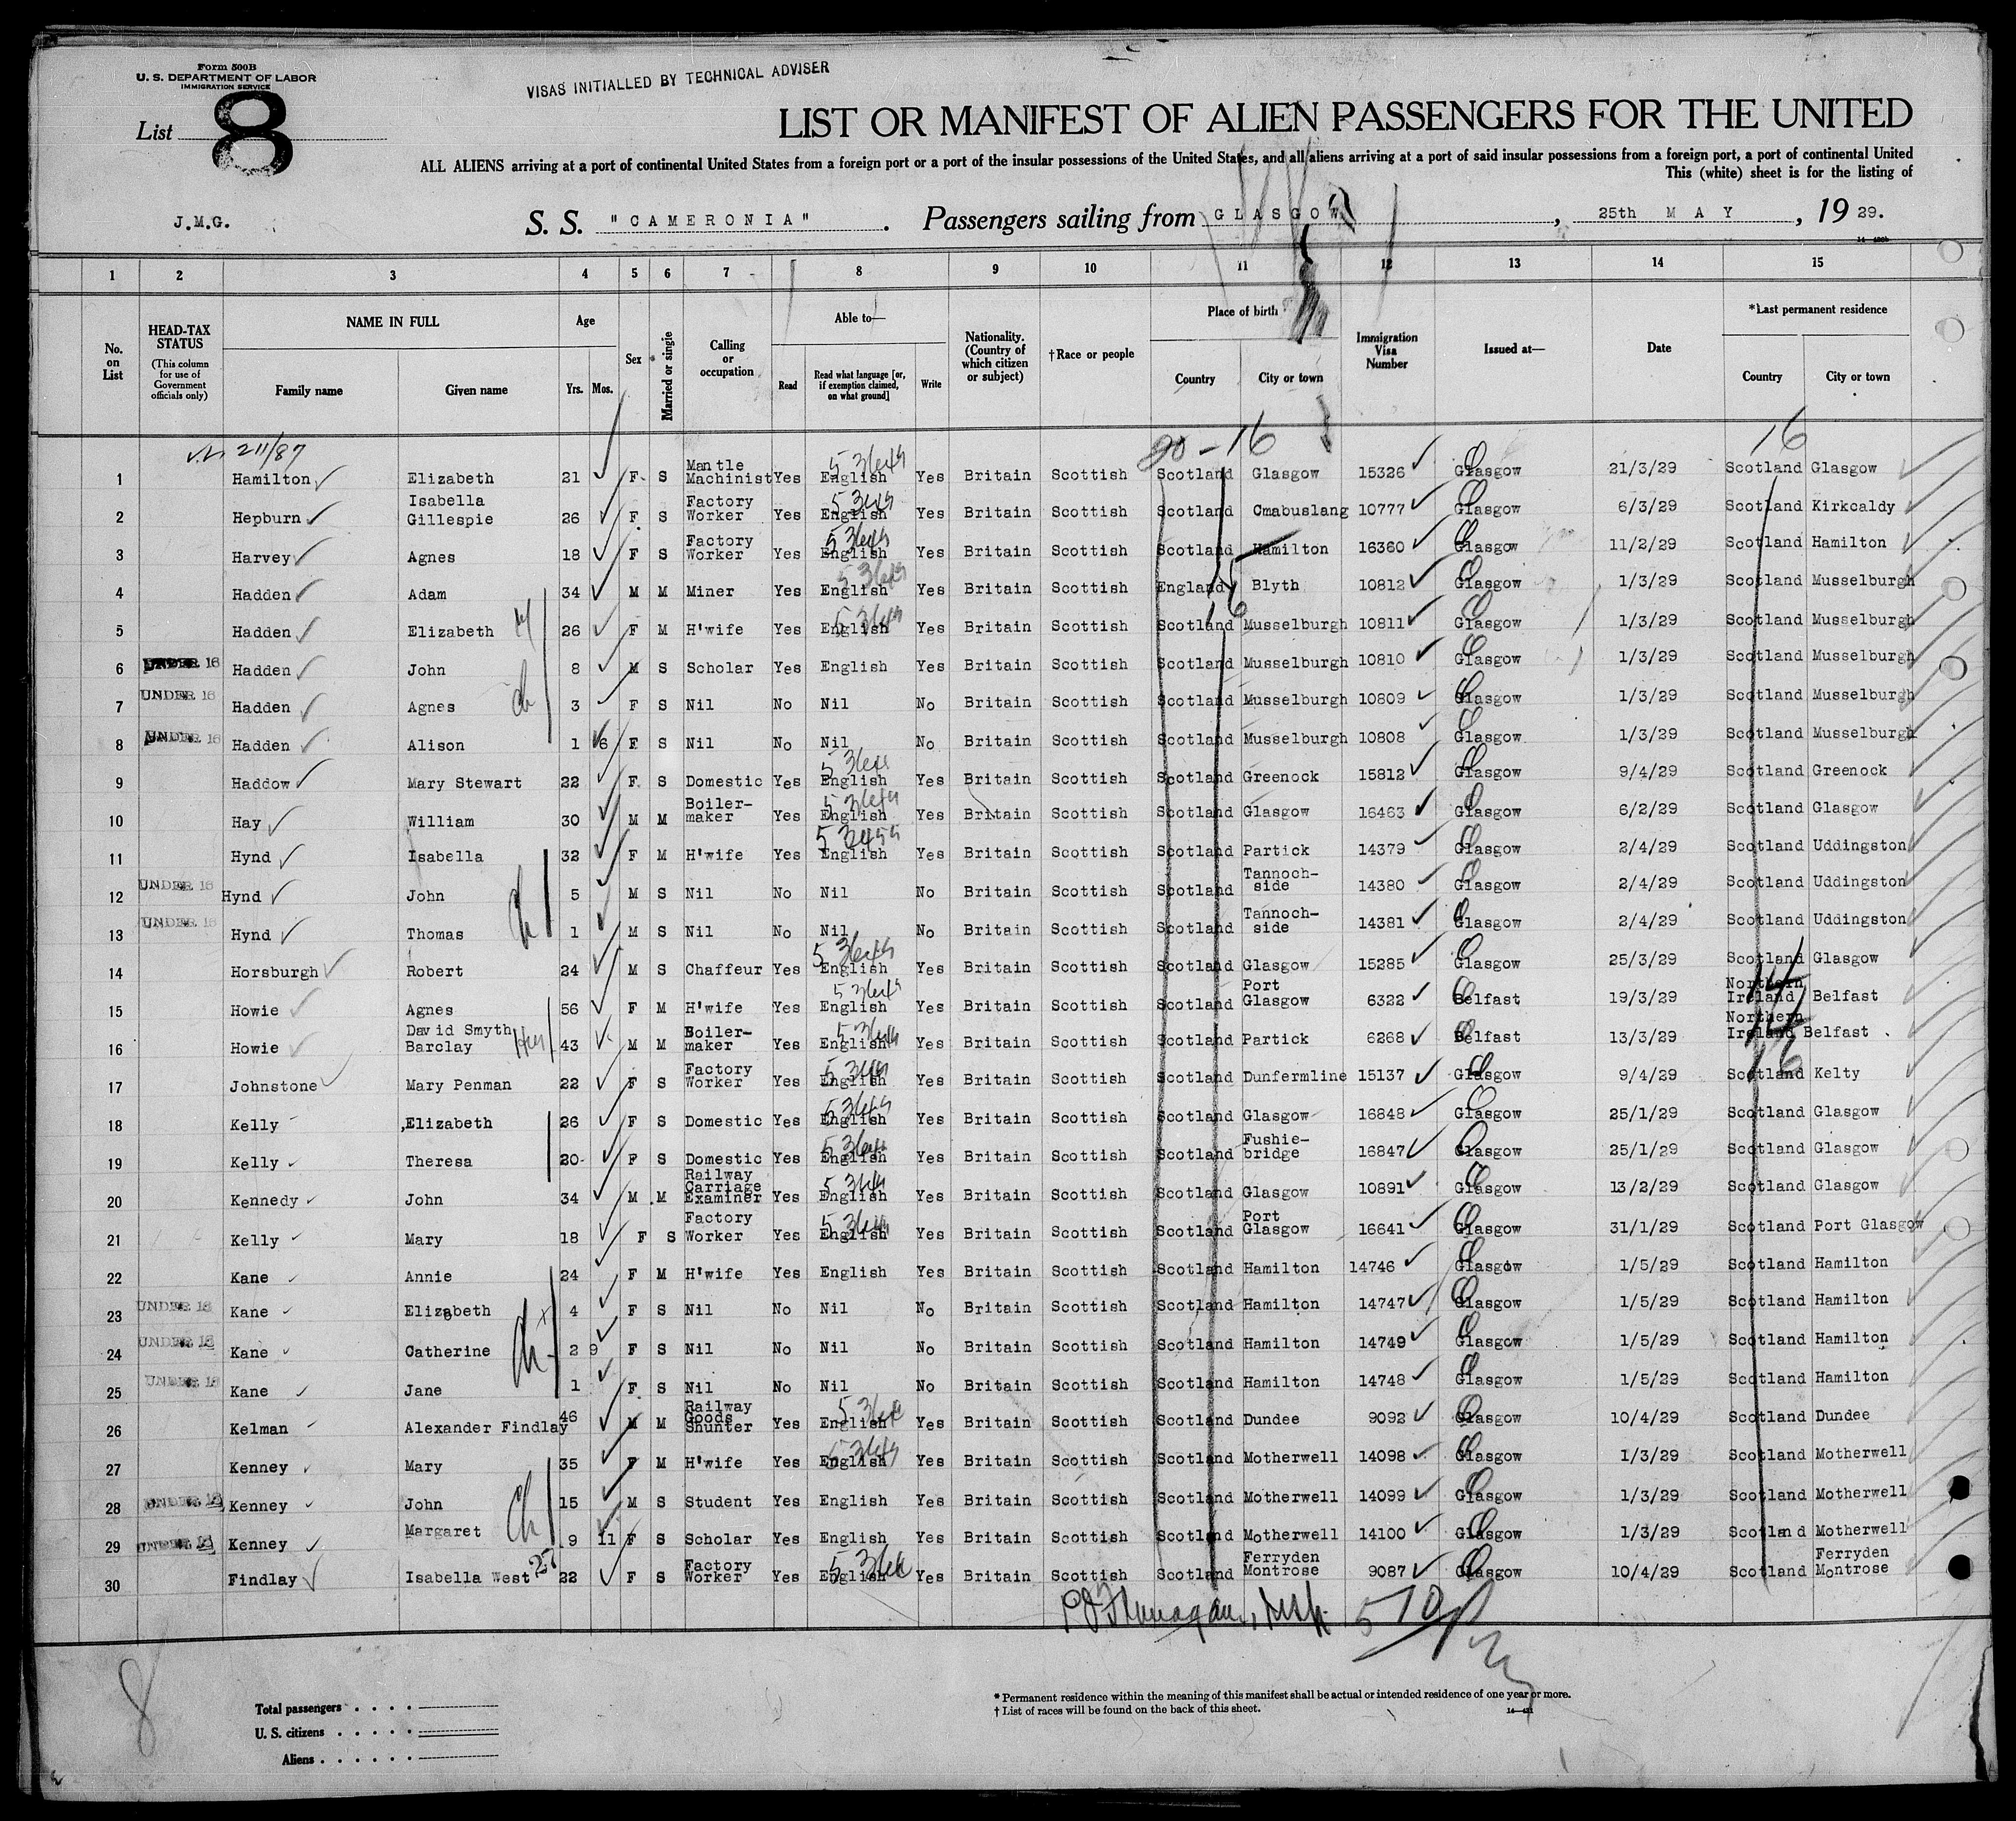 Form 500B
U. S. DEPARTMENT OF LABOR
IMMIGRATION SERVICE
List 8
VISAS INITIALLED BY TECHNICAL ADVISER
LIST OR MANIFEST OF ALIEN PASSENGERS FOR THE UNITED
ALL ALIENS arriving at a port of continental United States from a foreign port or a port of the insular possessions of the United States, and all aliens arriving at a port of said insular possessions from a foreign port, a port of continental United
This (white) sheet is for the listing of
J.M.G. S. S. "CAMERONIA". Passengers sailing from GLASGOW, 25th MAY, 19 29.
1 2 3 4 5 6 7 8 9 10 11 12 13 14 15
No. on List
HEAD-TAX STATUS (This column for use of Government officials only)
NAME IN FULL Family name Given name
Age Yrs. Mos.
Sex
Married or single
Calling or occupation
Able to— Read Read what language [or, if exemption claimed, on what ground] Write
Nationality. (Country of which citizen or subject)
†Race or people
Place of birth Country City or town
Immigration Visa Number
Issued at—
Date
*Last permanent residence Country City or town
211/87 20-16 16
1 Hamilton Elizabeth 21 F S Mantle Machinist Yes English Yes Britain Scottish Scotland Glasgow 15326 Glasgow 21/3/29 Scotland Glasgow
2 Hepburn Isabella Gillespie 26 F S Factory Worker Yes English Yes Britain Scottish Scotland Cmabuslang 10777 Glasgow 6/3/29 Scotland Kirkcaldy
3 Harvey Agnes 18 F S Factory Worker Yes English Yes Britain Scottish Scotland Hamilton 16360 Glasgow 11/2/29 Scotland Hamilton
4 Hadden Adam 34 M M Miner Yes English Yes Britain Scottish England Blyth 10812 Glasgow 1/3/29 Scotland Musselburgh
5 Hadden Elizabeth 26 F M H'wife Yes English Yes Britain Scottish Scotland Musselburgh 10811 Glasgow 1/3/29 Scotland Musselburgh
6 UNDER 16 Hadden John 8 M S Scholar Yes English Yes Britain Scottish Scotland Musselburgh 10810 Glasgow 1/3/29 Scotland Musselburgh
7 UNDER 16 Hadden Agnes 3 F S Nil No Nil No Britain Scottish Scotland Musselburgh 10809 Glasgow 1/3/29 Scotland Musselburgh
8 UNDER 16 Hadden Alison 1 6 F S Nil No Nil No Britain Scottish Scotland Musselburgh 10808 Glasgow 1/3/29 Scotland Musselburgh
9 Haddow Mary Stewart 22 F S Domestic Yes English Yes Britain Scottish Scotland Greenock 15812 Glasgow 9/4/29 Scotland Greenock
10 Hay William 30 M M Boiler-maker Yes English Yes Britain Scottish Scotland Glasgow 16463 Glasgow 6/2/29 Scotland Glasgow
11 Hynd Isabella 32 F M H'wife Yes English Yes Britain Scottish Scotland Partick 14379 Glasgow 2/4/29 Scotland Uddingston
12 UNDER 16 Hynd John 5 M S Nil No Nil No Britain Scottish Scotland Tannoch-side 14380 Glasgow 2/4/29 Scotland Uddingston
13 UNDER 16 Hynd Thomas 1 M S Nil No Nil No Britain Scottish Scotland Tannoch-side 14381 Glasgow 2/4/29 Scotland Uddingston
14 Horsburgh Robert 24 M S Chaffeur Yes English Yes Britain Scottish Scotland Glasgow 15285 Glasgow 25/3/29 Scotland Glasgow
15 Howie Agnes 56 F M H'wife Yes English Yes Britain Scottish Scotland Port Glasgow 6322 Belfast 19/3/29 Northern Ireland Belfast
16 Howie David Smyth Barclay 43 M M Boiler-maker Yes English Yes Britain Scottish Scotland Partick 6268 Belfast 13/3/29 Northern Ireland Belfast
17 Johnstone Mary Penman 22 F S Factory Worker Yes English Yes Britain Scottish Scotland Dunfermline 15137 Glasgow 9/4/29 Scotland Kelty
18 Kelly Elizabeth 26 F S Domestic Yes English Yes Britain Scottish Scotland Glasgow 16848 Glasgow 25/1/29 Scotland Glasgow
19 Kelly Theresa 20 F S Domestic Yes English Yes Britain Scottish Scotland Fushie-bridge 16847 Glasgow 25/1/29 Scotland Glasgow
20 Kennedy John 34 M M Railway Carriage Examiner Yes English Yes Britain Scottish Scotland Glasgow 10891 Glasgow 13/2/29 Scotland Glasgow
21 Kelly Mary 18 F S Factory Worker Yes English Yes Britain Scottish Scotland Port Glasgow 16641 Glasgow 31/1/29 Scotland Port Glasgow
22 Kane Annie 24 F M H'wife Yes English Yes Britain Scottish Scotland Hamilton 14746 Glasgow 1/5/29 Scotland Hamilton
23 UNDER 16 Kane Elizabeth 4 F S Nil No Nil No Britain Scottish Scotland Hamilton 14747 Glasgow 1/5/29 Scotland Hamilton
24 UNDER 16 Kane Catherine 2 9 F S Nil No Nil No Britain Scottish Scotland Hamilton 14749 Glasgow 1/5/29 Scotland Hamilton
25 UNDER 16 Kane Jane 1 F S Nil No Nil No Britain Scottish Scotland Hamilton 14748 Glasgow 1/5/29 Scotland Hamilton
26 Kelman Alexander Findlay 46 M M Railway Goods Shunter Yes English Yes Britain Scottish Scotland Dundee 9092 Glasgow 10/4/29 Scotland Dundee
27 Kenney Mary 35 F M H'wife Yes English Yes Britain Scottish Scotland Motherwell 14098 Glasgow 1/3/29 Scotland Motherwell
28 UNDER 16 Kenney John 15 M S Student Yes English Yes Britain Scottish Scotland Motherwell 14099 Glasgow 1/3/29 Scotland Motherwell
29 UNDER 16 Kenney Margaret 9 11 F S Scholar Yes English Yes Britain Scottish Scotland Motherwell 14100 Glasgow 1/3/29 Scotland Motherwell
30 Findlay Isabella West 27 22 F S Factory Worker Yes English Yes Britain Scottish Scotland Ferryden Montrose 9087 Glasgow 10/4/29 Scotland Ferryden Montrose
8
Total passengers
U. S. citizens
Aliens
* Permanent residence within the meaning of this manifest shall be actual or intended residence of one year or more.
† List of races will be found on the back of this sheet.